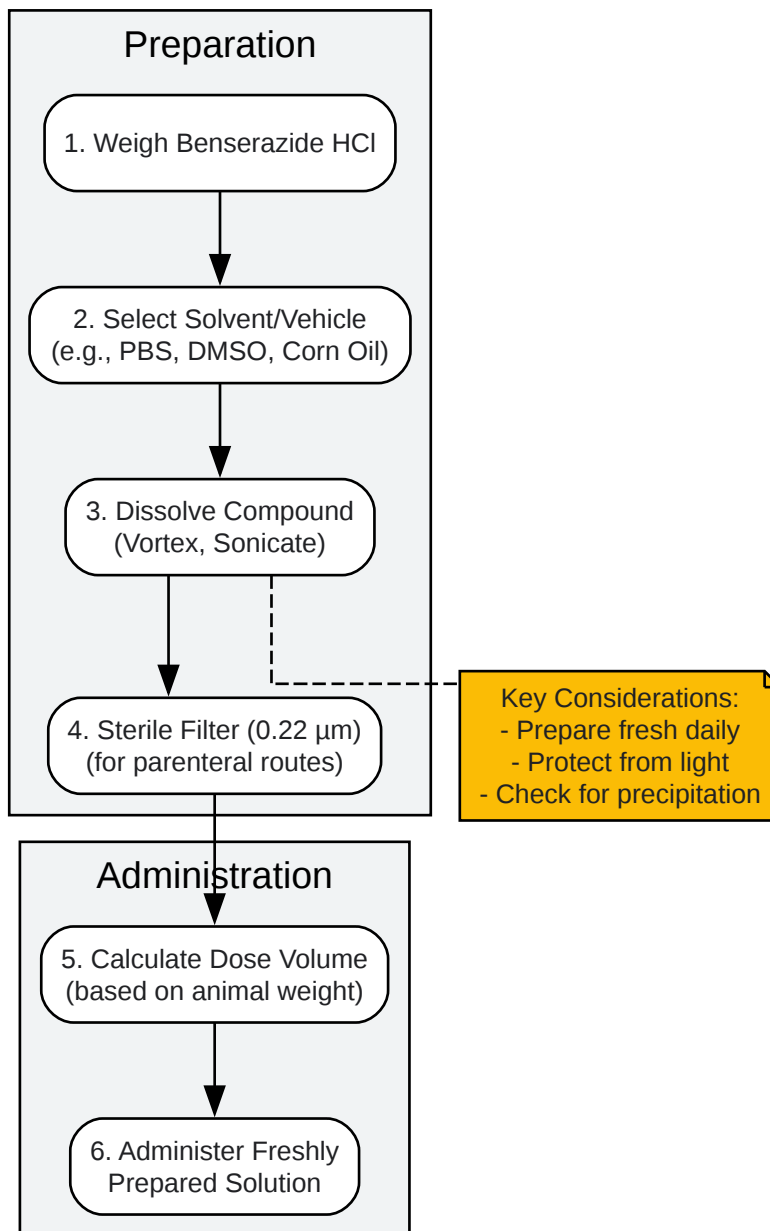 Preparation
1. Weigh Benserazide HCl
2. Select Solvent/Vehicle
(e.g., PBS, DMSO, Corn Oil)
3. Dissolve Compound
(Vortex, Sonicate)
4. Sterile Filter (0.22 µm)
(for parenteral routes)
Key Considerations:
- Prepare fresh daily
- Protect from light
- Check for precipitation
Administration
5. Calculate Dose Volume
(based on animal weight)
6. Administer Freshly
Prepared Solution